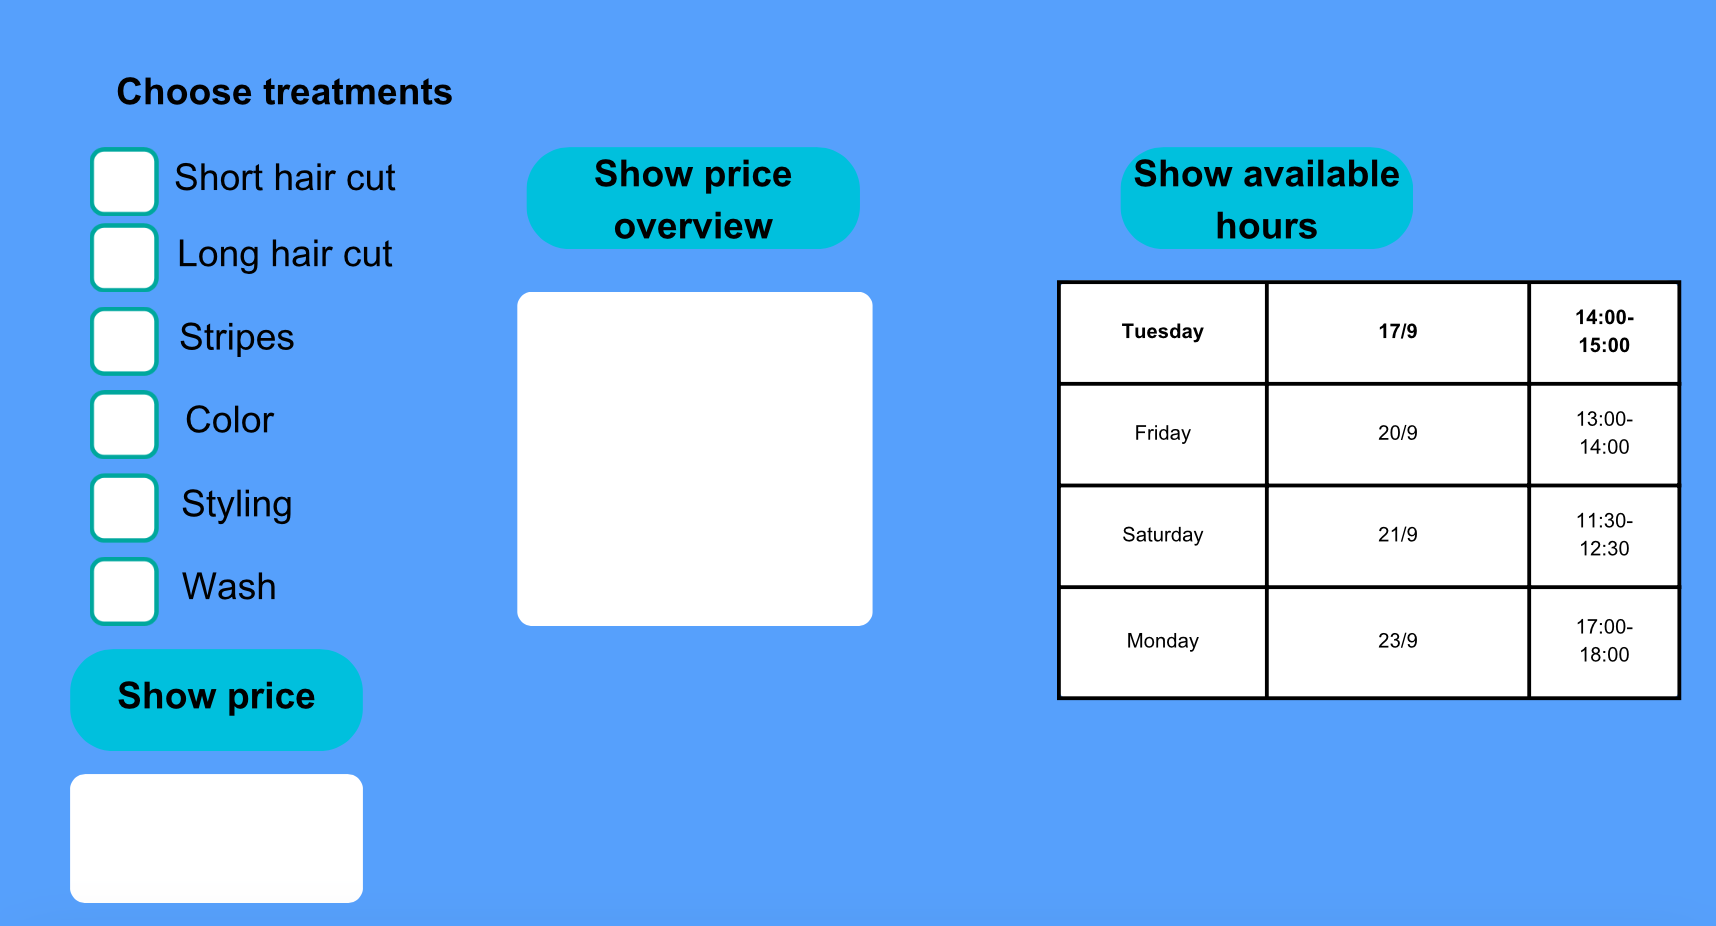 Choose treatments
Short hair cut
Long hair cut
Stripes
Color
Styling
Wash
Show price
Show price
overview
Show available
hours
Tuesday 17/9 14:00-
15:00
Friday 20/9 13:00-
14:00
Saturday 21/9 11:30-
12:30
Monday 23/9 17:00-
18:00